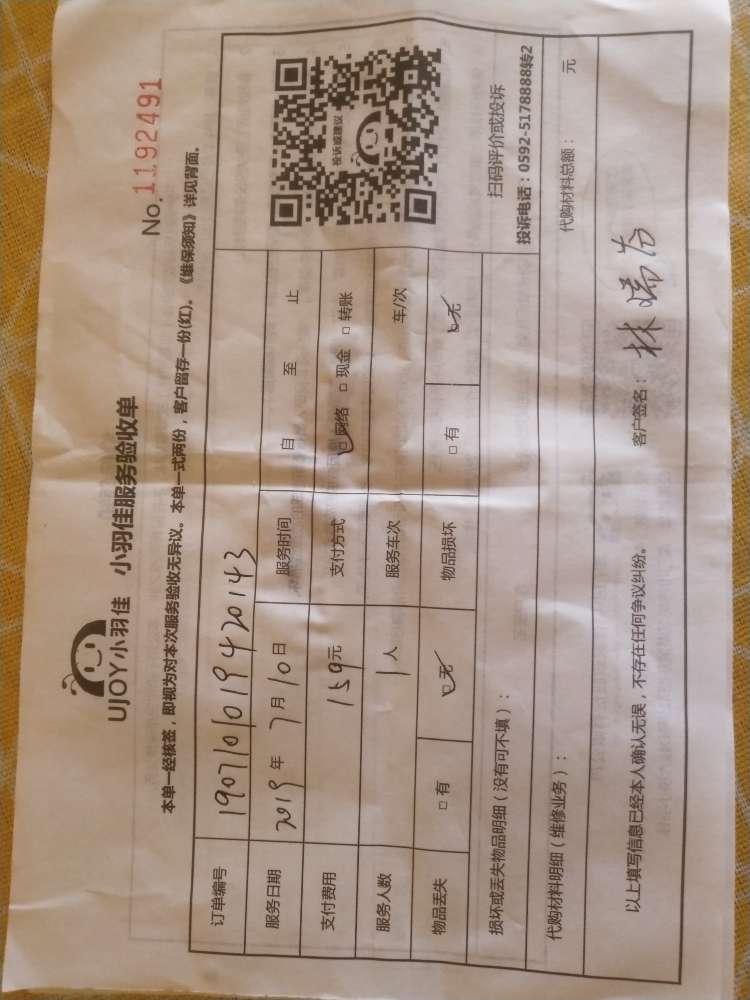 UJOY小羽佳 小羽佳服务验收单
No.1192491
本单一经核签，即视为对本次服务验收无异议。本单一式两份，客户留存一份(红)。《维保须知》详见背面。
订单编号 1907101019420143
服务日期 2019年 7月 10日 服务时间 自 至 止
支付费用 159元 支付方式 ☑网络 □现金 □转账
服务人数 1人 服务车次 车/次
物品丢失 □有 ☑无 物品损坏 □有 ☑无
投诉或建议
扫码评价或投诉
投诉电话：0592-5178888转2
损坏或丢失物品明细（没有可不填）：
代购材料明细（维修业务）： 代购材料总额： 元
以上填写信息已经本人确认无误，不存在任何争议纠纷。 客户签名：林